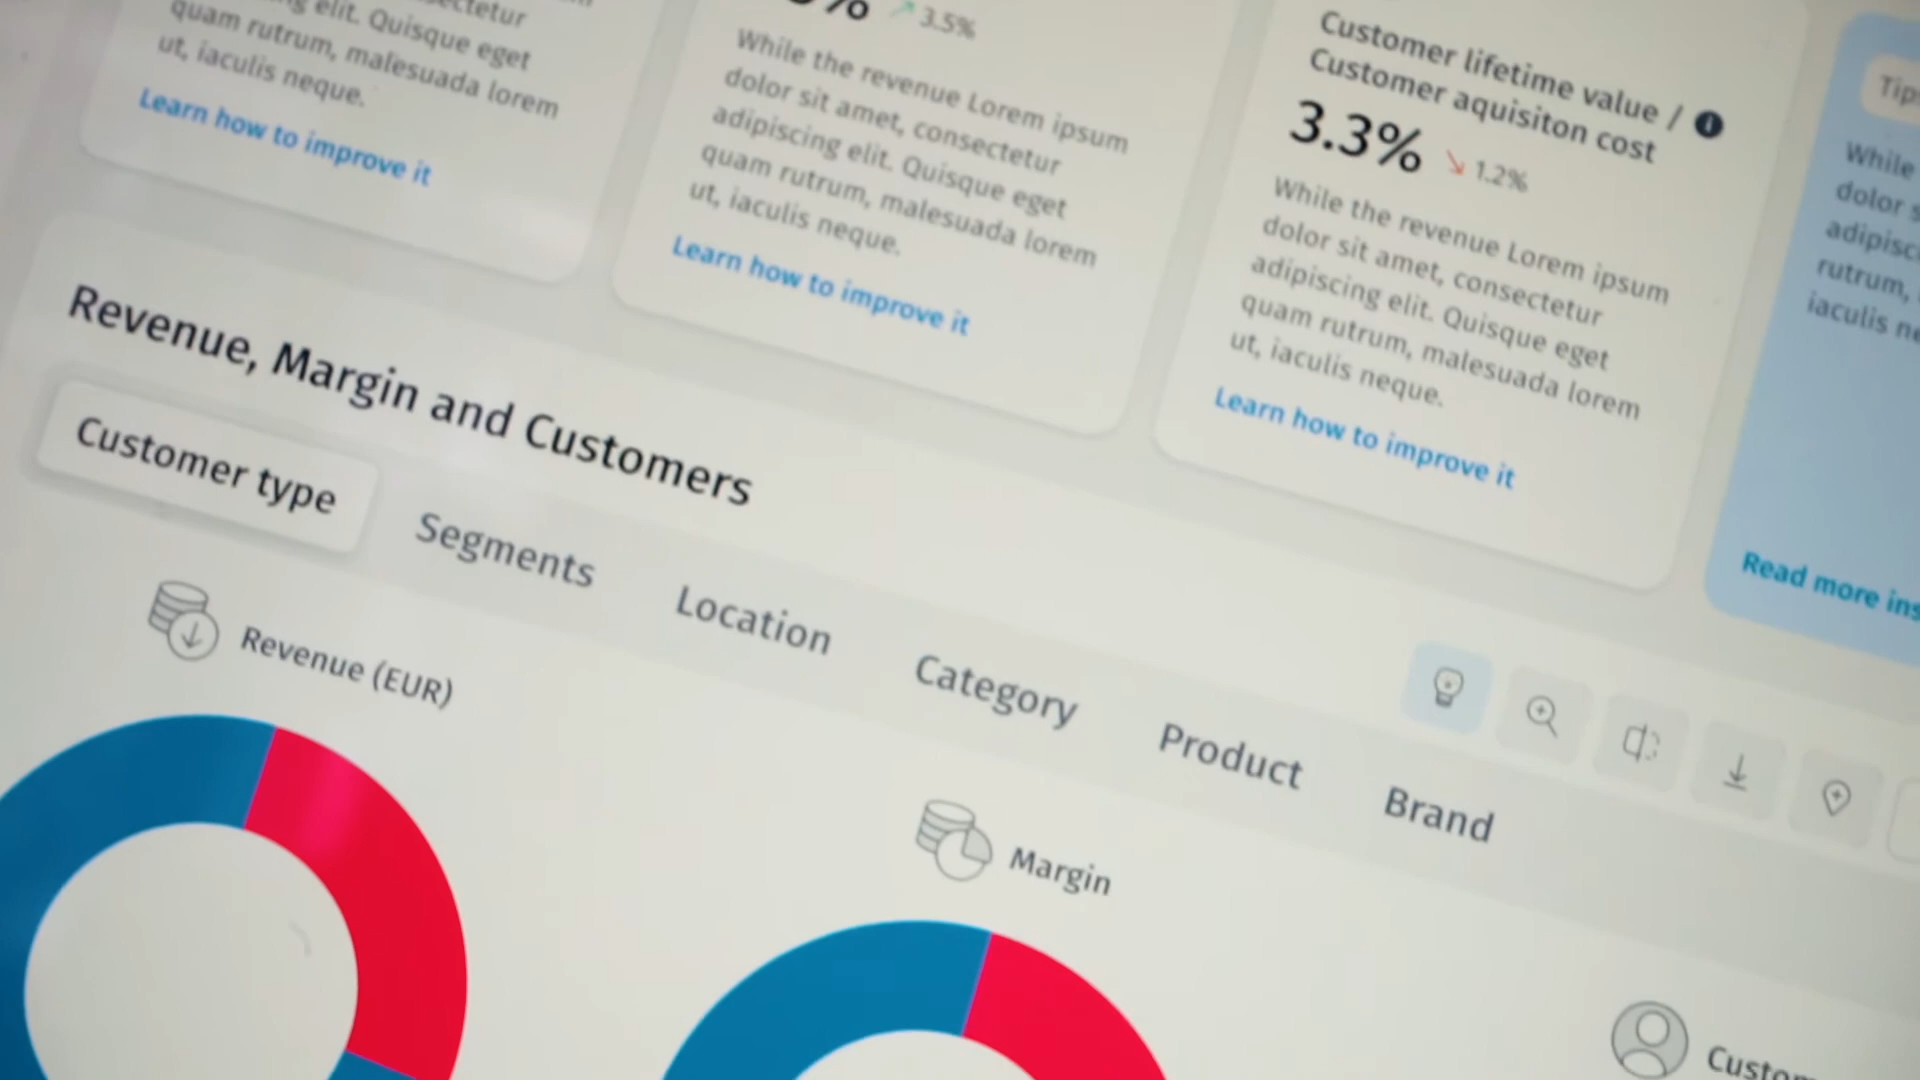 elit. Quisque eget
quam rutrum, malesuada lorem
ut, iaculis neque.
Learn how to improve it
% 3.5%
While the revenue Lorem ipsum
dolor sit amet, consectetur
adipiscing elit. Quisque eget
quam rutrum, malesuada lorem
ut, iaculis neque.
Learn how to improve it
Customer lifetime value /
Customer aquisiton cost
3.3% 1.2%
While the revenue Lorem ipsum
dolor sit amet, consectetur
adipiscing elit. Quisque eget
quam rutrum, malesuada lorem
ut, iaculis neque.
Learn how to improve it
While
dolor
rutrum,
iaculis
Read more
Revenue, Margin and Customers
Customer type
Segments
Location
Category
Product
Brand
Revenue (EUR)
Margin